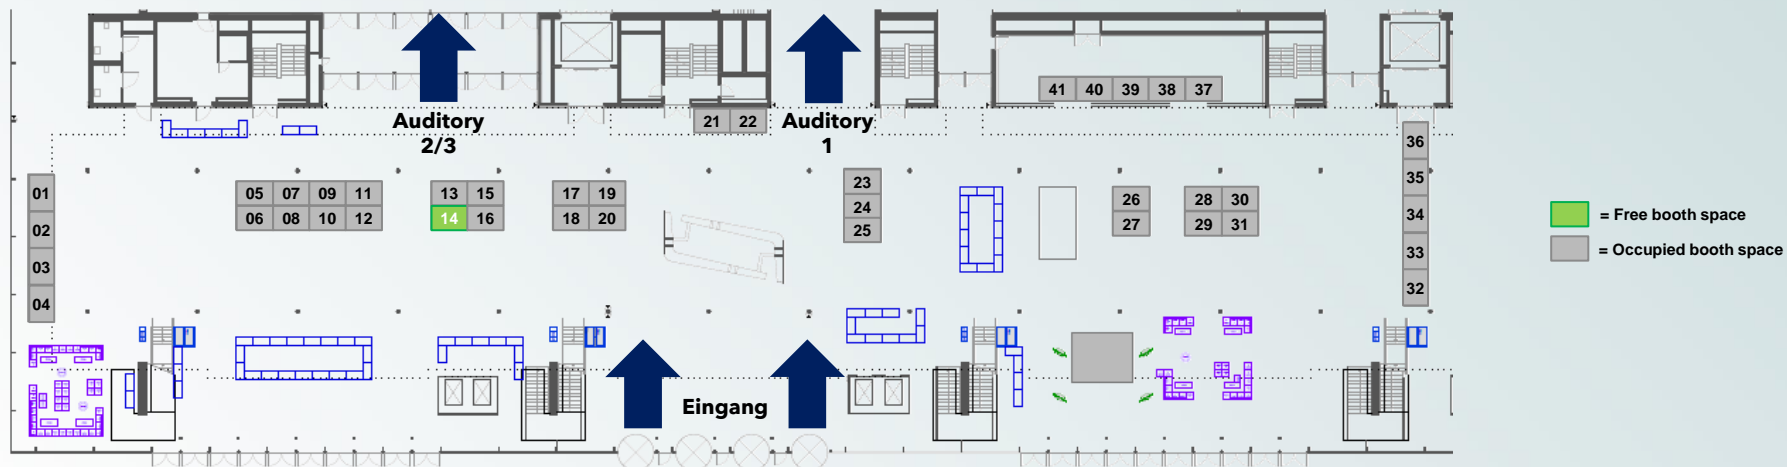 41 40 39 38 37
21 22
Auditory
2/3
Auditory
1
36
35
34
33
32
01
02
03
04
05 07 09 11
06 08 10 12
13 15
14 16
17 19
18 20
23
24
25
26
27
28 30
29 31
= Free booth space
= Occupied booth space
Eingang